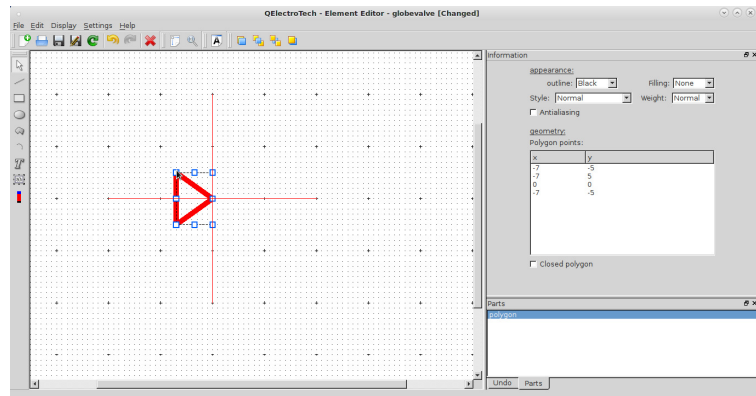 QElectroTech - Element Editor - globevalve [Changed]
File Edit Display Settings Help
Information
appearance:
outline: Black Filling: None
Style: Normal Weight: Normal
Antialiasing
geometry:
Polygon points:
x y
-7 -5
-7 5
0 0
-7 -5
Closed polygon
Parts
polygon
Undo Parts